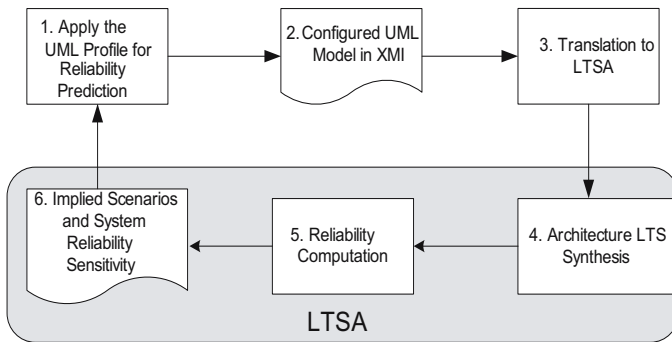 1. Apply the
UML Profile for
Reliability
Prediction
2. Configured UML
Model in XMI
3. Translation to
LTSA
4. Architecture LTS
Synthesis
5. Reliability
Computation
6. Implied Scenarios
and System
Reliability
Sensitivity
LTSA